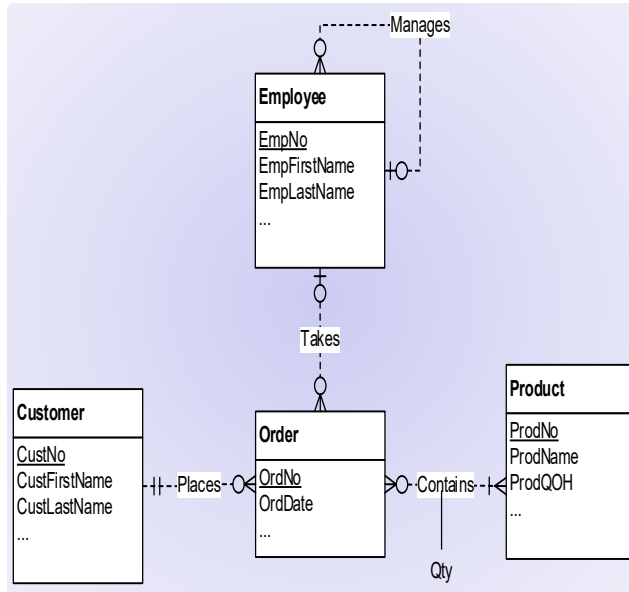 Manages
Employee
EmpNo
EmpFirstName
EmpLastName
...
Takes
Customer
CustNo
CustFirstName
CustLastName
...
Places
Order
OrdNo
OrdDate
...
Contains
Qty
Product
ProdNo
ProdName
ProdQOH
...